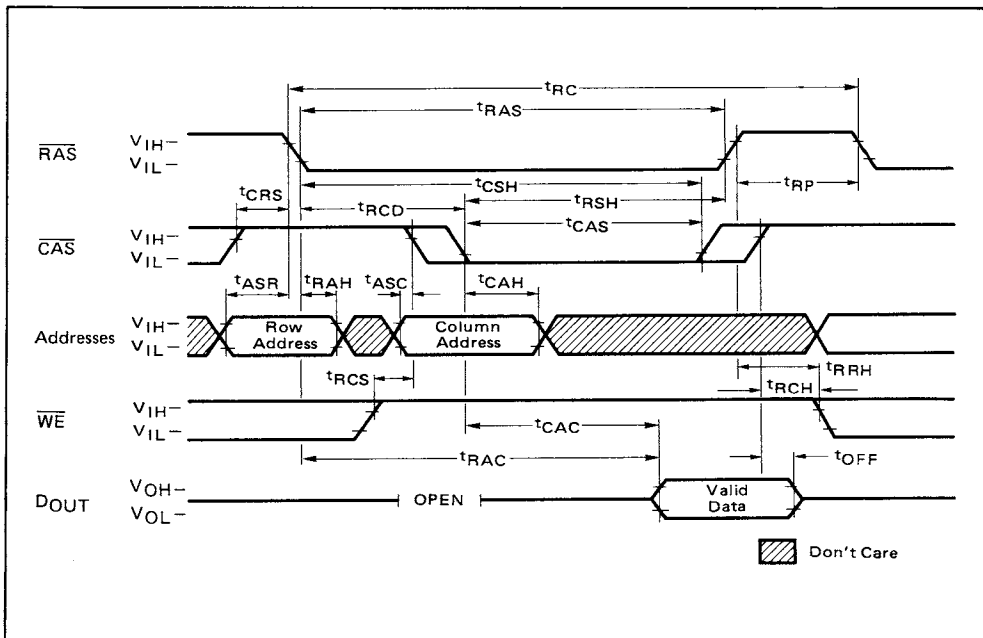 tRC
tRAS
RAS
VIH–
VIL–
tCSH
tRP
tCRS
tRSH
tRCD
tCAS
CAS
VIH–
VIL–
tASR
tRAH
tASC
tCAH
Addresses
VIH–
VIL–
Row
Address
Column
Address
tRCS
tRRH
tRCH
WE
VIH–
VIL–
tCAC
tRAC
tOFF
DOUT
VOH–
VOL–
OPEN
Valid
Data
Don't Care